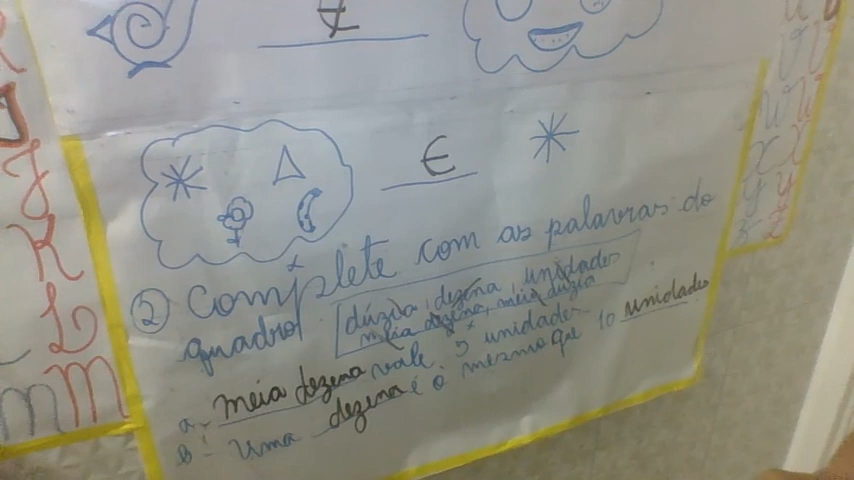 ∉
∈
② Complete com as palavras do
quadro.
dúzia, dezena, unidades
meia dezena, meia dúzia
a- meia dezena vale 5 unidades
b- Uma dezena é o mesmo que 10 unidades
J
K
L
M M